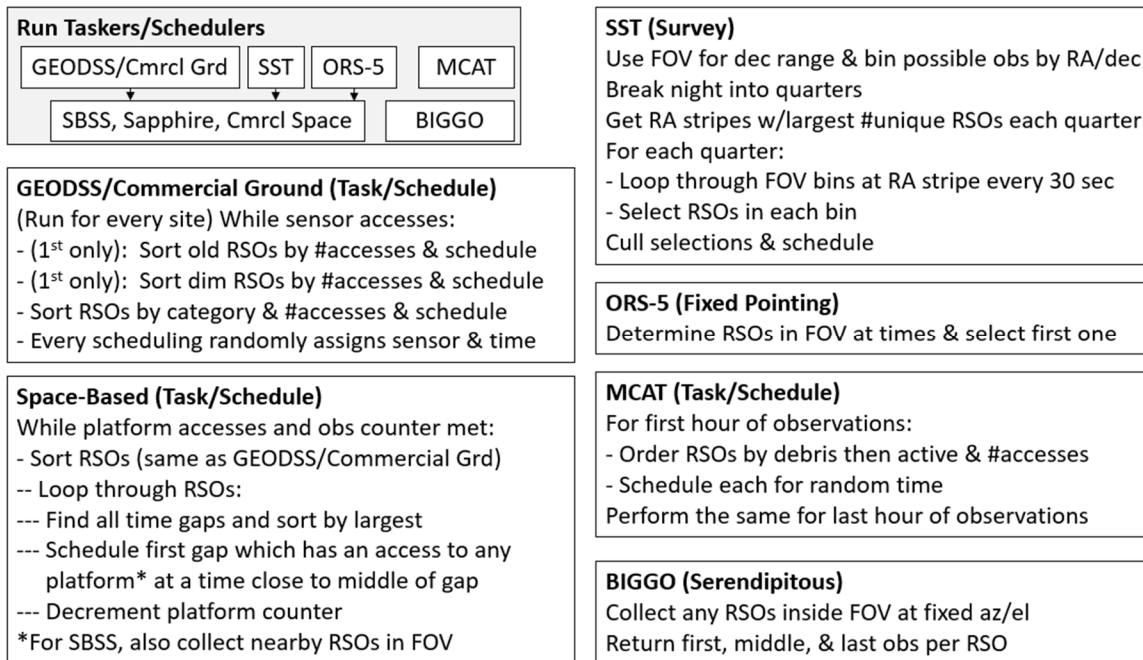 Run Taskers/Schedulers
GEODSS/Cmrcl Grd
SST
ORS-5
MCAT
SBSS, Sapphire, Cmrcl Space
BIGGO
GEODSS/Commercial Ground (Task/Schedule)
(Run for every site) While sensor accesses:
- (1st only): Sort old RSOs by #accesses & schedule
- (1st only): Sort dim RSOs by #accesses & schedule
- Sort RSOs by category & #accesses & schedule
- Every scheduling randomly assigns sensor & time
Space-Based (Task/Schedule)
While platform accesses and obs counter met:
- Sort RSOs (same as GEODSS/Commercial Grd)
-- Loop through RSOs:
--- Find all time gaps and sort by largest
--- Schedule first gap which has an access to any
platform* at a time close to middle of gap
--- Decrement platform counter
*For SBSS, also collect nearby RSOs in FOV
SST (Survey)
Use FOV for dec range & bin possible obs by RA/dec
Break night into quarters
Get RA stripes w/largest #unique RSOs each quarter
For each quarter:
- Loop through FOV bins at RA stripe every 30 sec
- Select RSOs in each bin
Cull selections & schedule
ORS-5 (Fixed Pointing)
Determine RSOs in FOV at times & select first one
MCAT (Task/Schedule)
For first hour of observations:
- Order RSOs by debris then active & #accesses
- Schedule each for random time
Perform the same for last hour of observations
BIGGO (Serendipitous)
Collect any RSOs inside FOV at fixed az/el
Return first, middle, & last obs per RSO